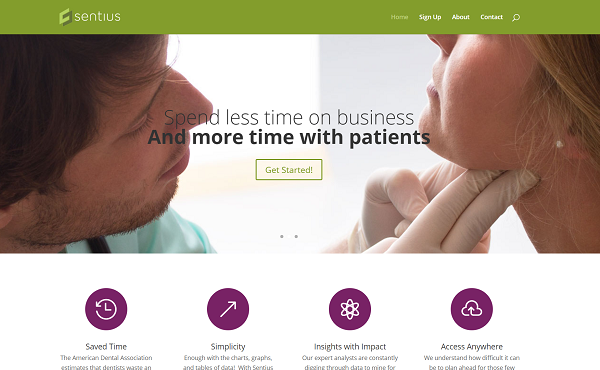 sentius
Home Sign Up About Contact
Spend less time on business
And more time with patients
Get Started!
Saved Time
The American Dental Association
estimates that dentists waste an
Simplicity
Enough with the charts, graphs,
and tables of data! With Sentius
Insights with Impact
Our expert analysts are constantly
digging through data to mine for
Access Anywhere
We understand how difficult it can
be to plan ahead for those few